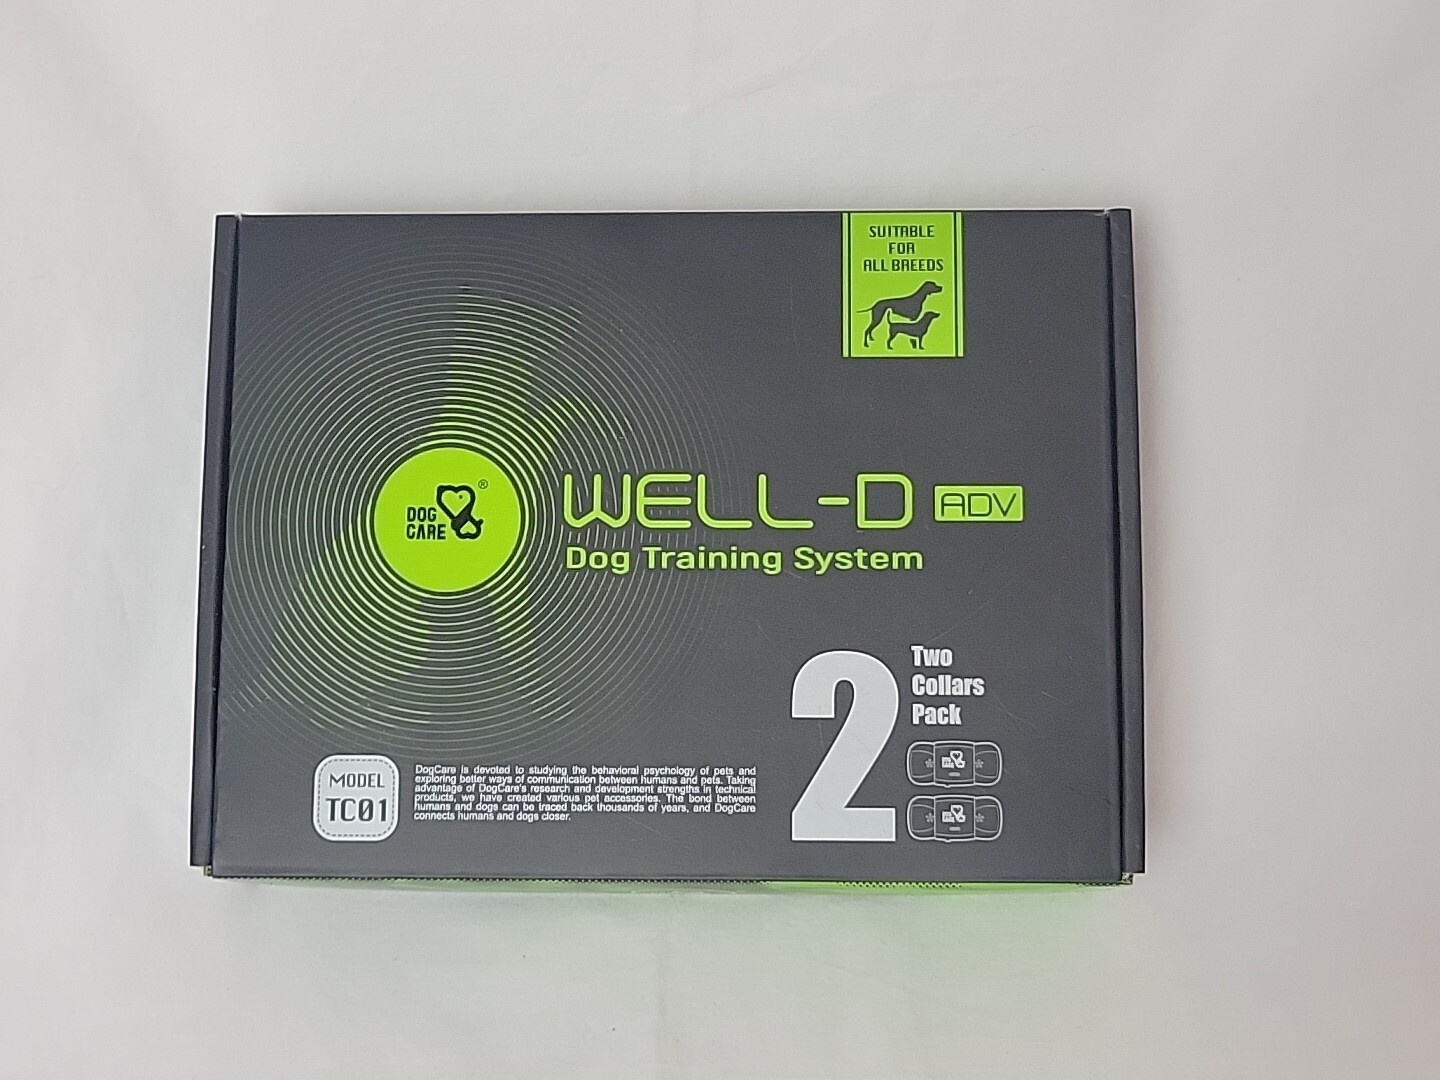 SUITABLE
FOR
ALL BREEDS
DOG
CARE
®
WELL-D ADV
Dog Training System
2
Two
Collars
Pack
MODEL
TC01
DogCare is devoted to studying the behavioral psychology of pets and
exploring better ways of communication between humans and pets. Taking
advantage of DogCare's research and development strengths in technical
products, we have created various pet accessories. The bond between
humans and dogs can be traced back thousands of years, and DogCare
connects humans and dogs closer.